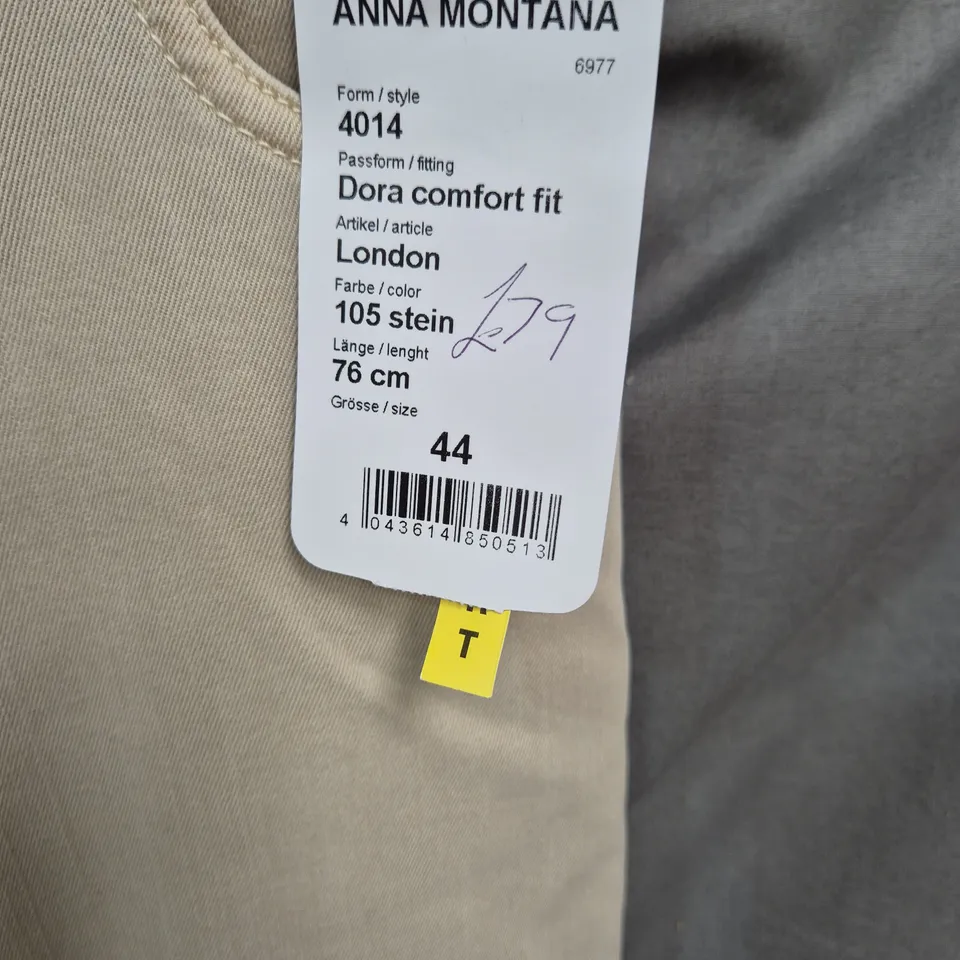 ANNA MONTANA
6977
Form / style
4014
Passform / fitting
Dora comfort fit
Artikel / article
London
Farbe / color
105 stein
£79
Länge / lenght
76 cm
Grösse / size
44
4 043614 850513
T